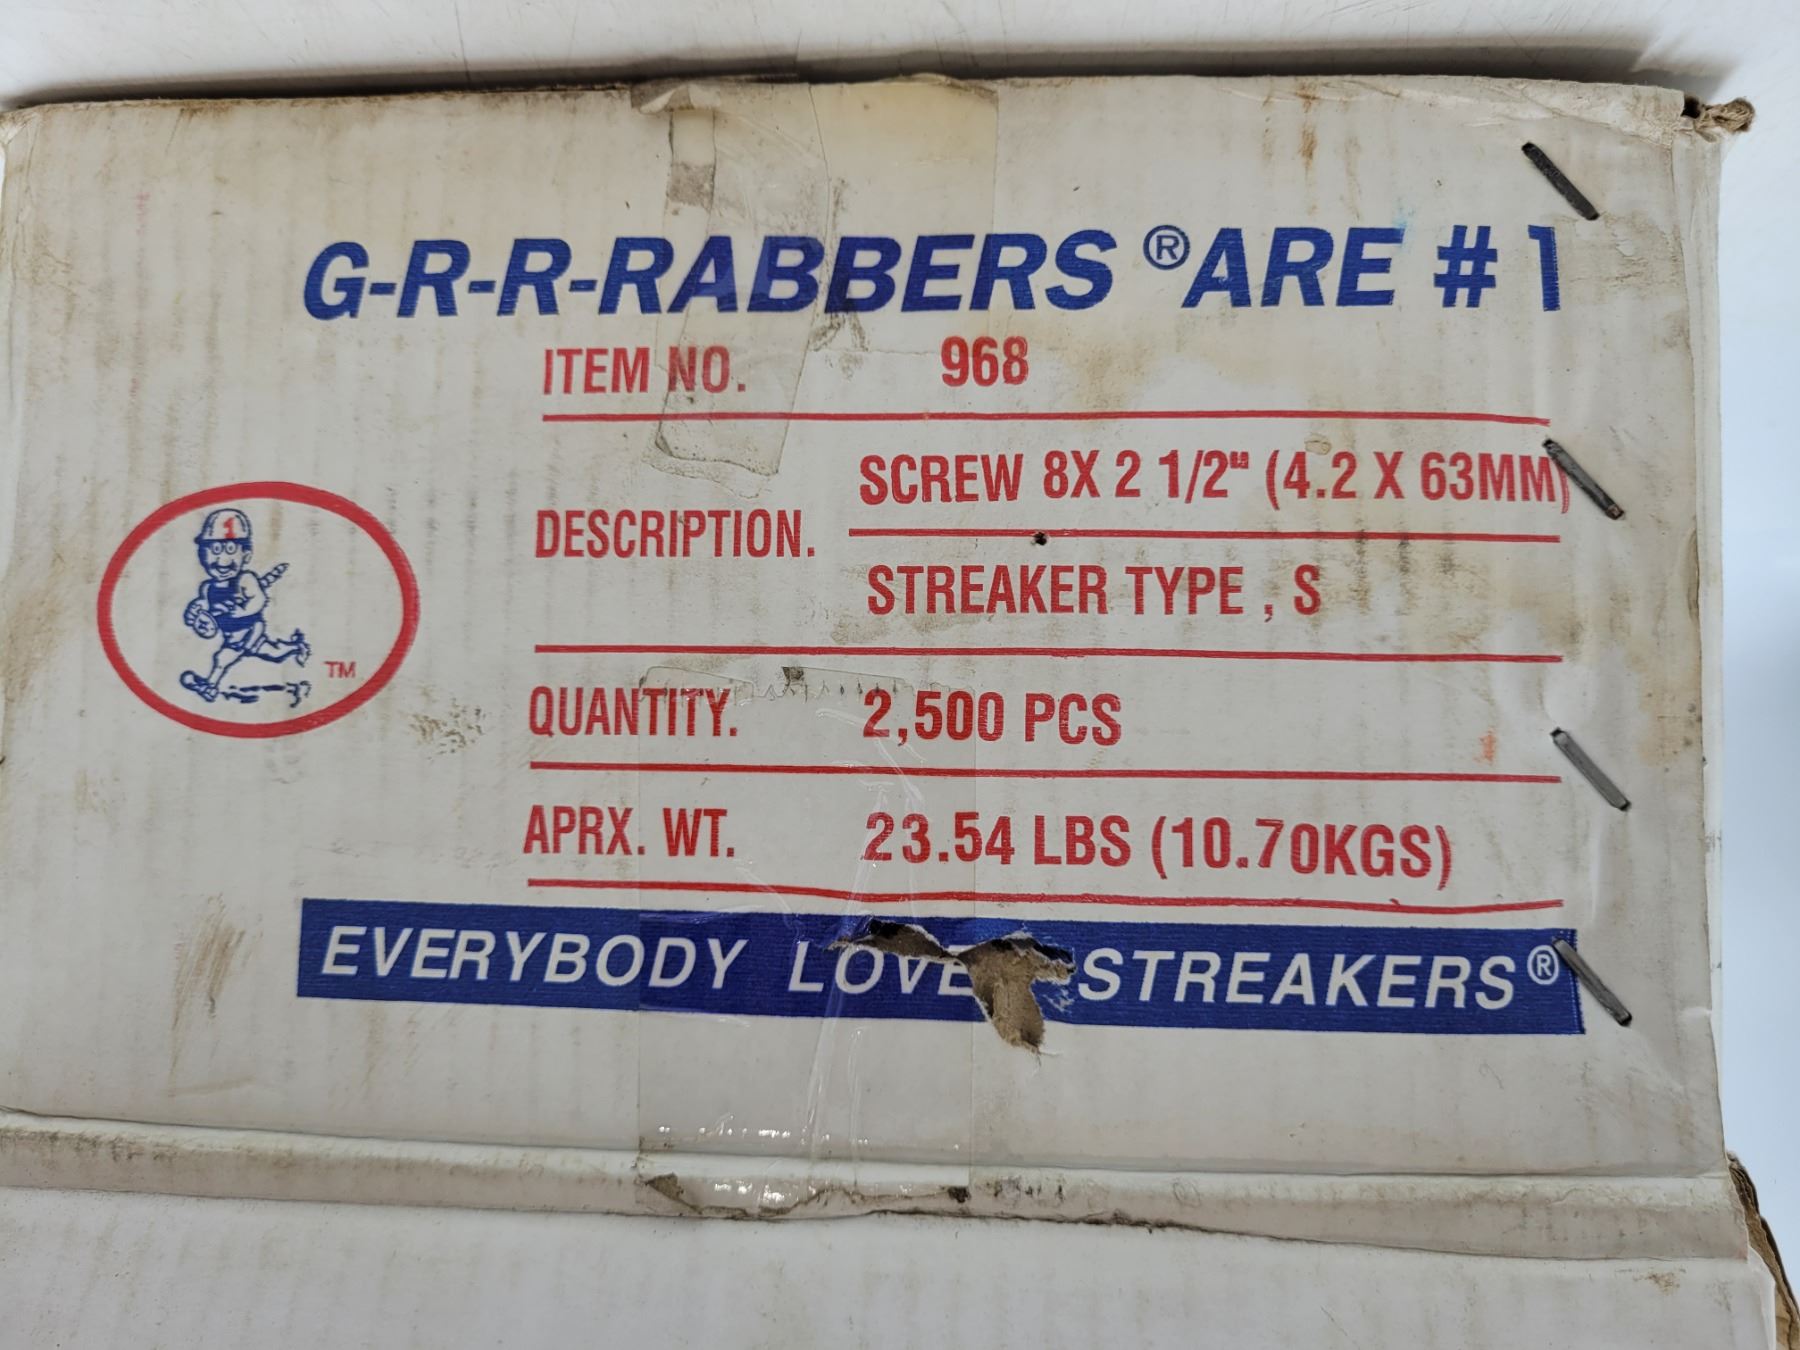 G-R-R-RABBERS ® ARE # 1
ITEM NO. 968
SCREW 8X 2 1/2" (4.2 X 63MM)
DESCRIPTION.
STREAKER TYPE , S
1
TM
QUANTITY. 2,500 PCS
APRX. WT. 23.54 LBS (10.70KGS)
EVERYBODY LOVE STREAKERS®